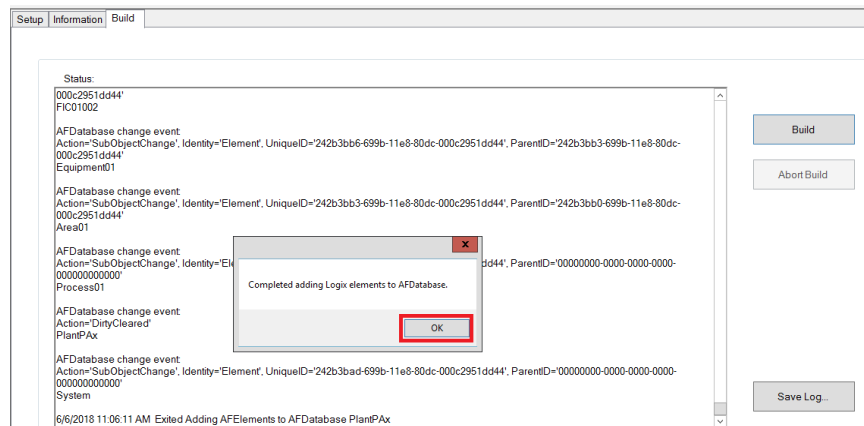 Setup Information Build
Status:
000c2951dd44'
FIC01002
AFDatabase change event
Action='SubObjectChange', Identity='Element', UniqueID='242b3bb6-699b-11e8-80dc-000c2951dd44', ParentID='242b3bb3-699b-11e8-80dc-
000c2951dd44'
Equipment01
AFDatabase change event
Action='SubObjectChange', Identity='Element', UniqueID='242b3bb3-699b-11e8-80dc-000c2951dd44', ParentID='242b3bb0-699b-11e8-80dc-
000c2951dd44'
Area01
AFDatabase change event
Action='SubObjectChange', Identity='Ele dd44', ParentID='00000000-0000-0000-0000-
000000000000'
Process01
AFDatabase change event
Action='DirtyCleared'
PlantPAx
AFDatabase change event
Action='SubObjectChange', Identity='Element', UniqueID='242b3bad-699b-11e8-80dc-000c2951dd44', ParentID='00000000-0000-0000-0000-
000000000000'
System
6/6/2018 11:06:11 AM Exited Adding AFElements to AFDatabase PlantPAx
x
Completed adding Logix elements to AFDatabase.
OK
Build
Abort Build
Save Log...